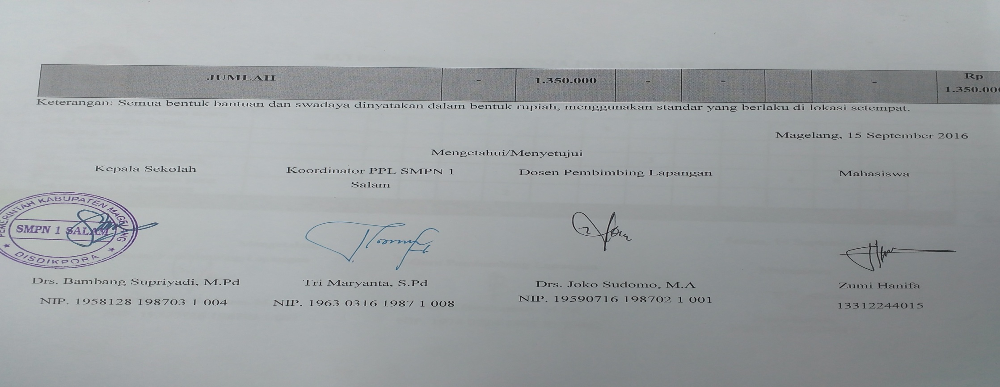 JUMLAH - 1.350.000 - - - - Rp
1.350.00
Keterangan: Semua bentuk bantuan dan swadaya dinyatakan dalam bentuk rupiah, menggunakan standar yang berlaku di lokasi setempat.
Magelang, 15 September 2016
Mengetahui/Menyetujui
Kepala Sekolah
Koordinator PPL SMPN 1
Salam
Dosen Pembimbing Lapangan
Mahasiswa
PEMERINTAH KABUPATEN MAGELANG
SMPN 1 SALAM
DISDIKPORA
Drs. Bambang Supriyadi, M.Pd
NIP. 1958128 198703 1 004
Tri Maryanta, S.Pd
NIP. 1963 0316 1987 1 008
Drs. Joko Sudomo, M.A
NIP. 19590716 198702 1 001
Zumi Hanifa
13312244015